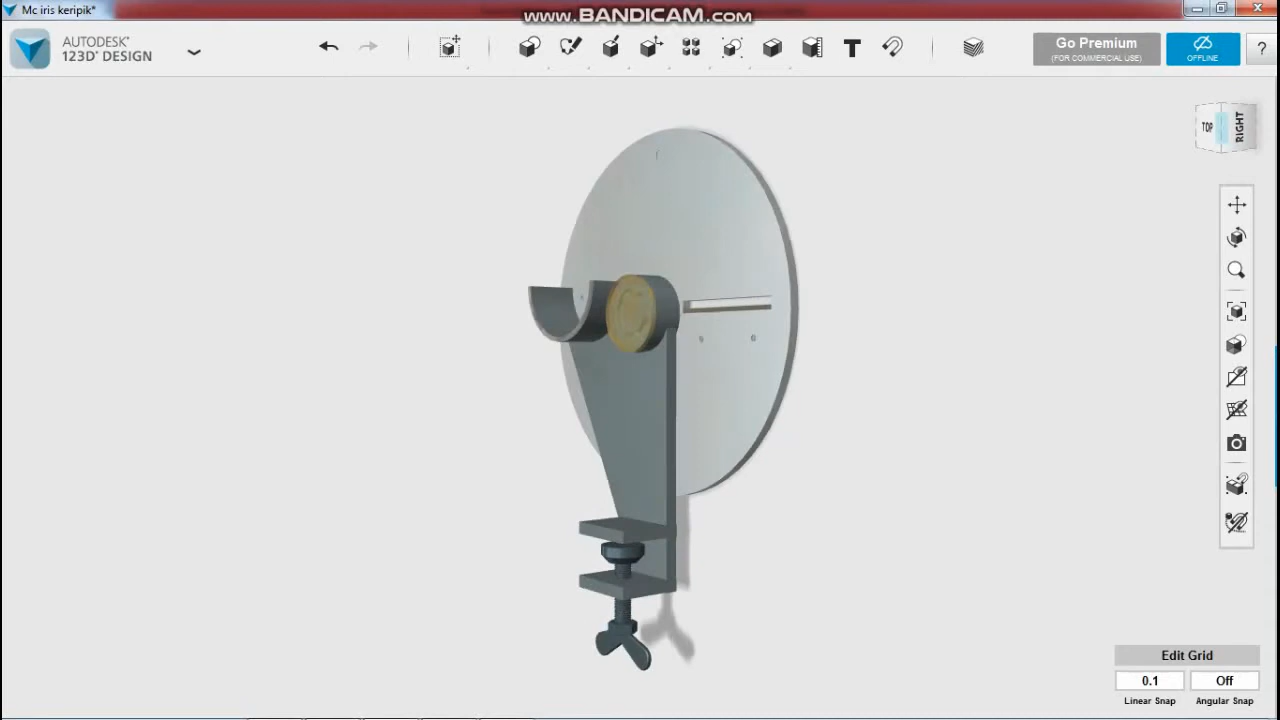 Mc iris keripik*
www.BANDICAM.com
AUTODESK®
123D® DESIGN
Go Premium
(FOR COMMERCIAL USE)
OFFLINE
?
TOP
RIGHT
Edit Grid
0.1
Off
Linear Snap
Angular Snap